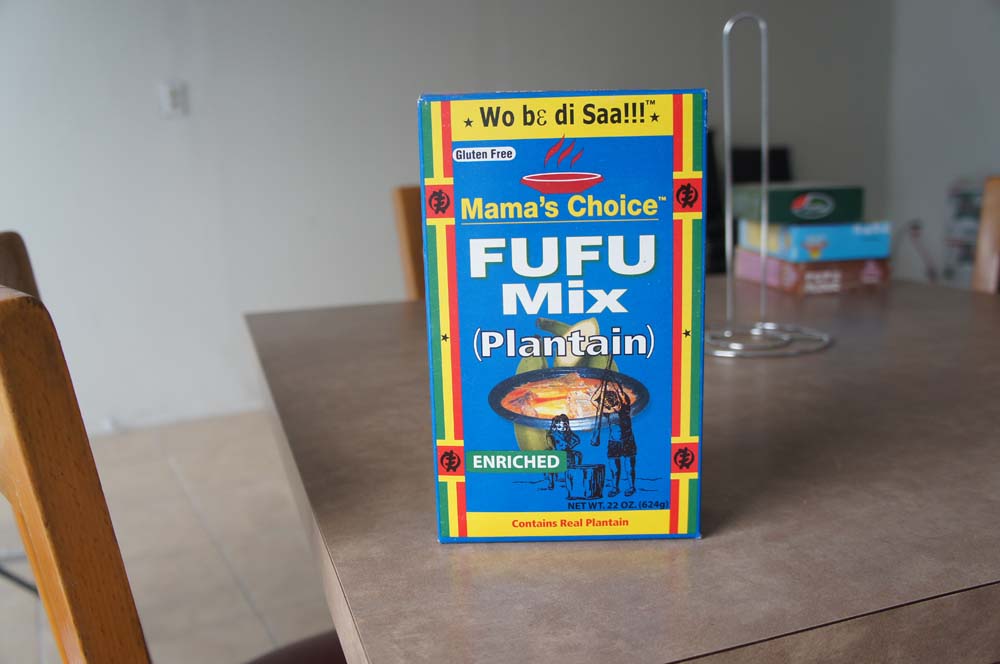 ★ Wo bɛ di Saa!!!™ ★
Gluten Free
Mama's Choice™
FUFU
Mix
(Plantain)
ENRICHED
NET WT. 22 OZ. (624g)
Contains Real Plantain